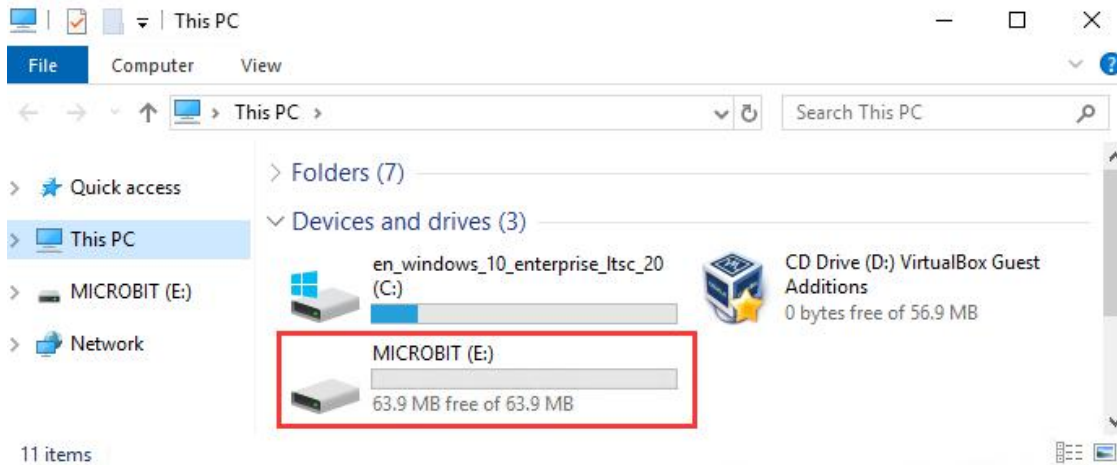 This PC
File Computer View
This PC
Search This PC
Quick access
This PC
MICROBIT (E:)
Network
Folders (7)
Devices and drives (3)
en_windows_10_enterprise_ltsc_20
(C:)
CD Drive (D:) VirtualBox Guest
Additions
0 bytes free of 56.9 MB
MICROBIT (E:)
63.9 MB free of 63.9 MB
11 items